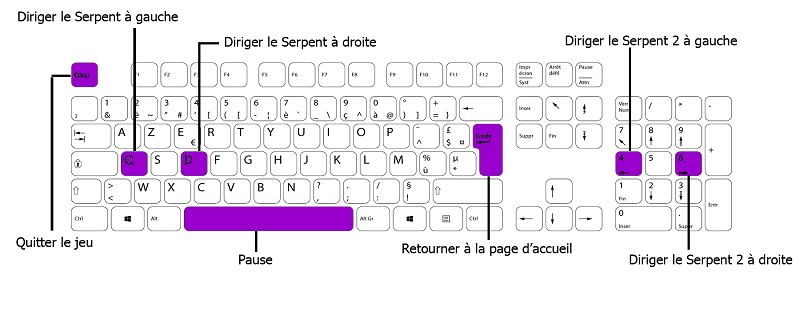 Diriger le Serpent à gauche
Diriger le Serpent à droite
Diriger le Serpent 2 à gauche
Echap F1 F2 F3 F4 F5 F6 F7 F8 F9 F10 F11 F12 Impr écran Syst Arrêt défil Pause Attn
2 1 & 2 é ~ 3 " # 4 ' { 5 ( [ 6 - | 7 è ` 8 _ \ 9 ç ^ 0 à @ ° ) ] + = } Inser Verr Num / * -
A Z E € R T Y U I O P ¨ ^ £ $ ¤ Entrée Suppr Fin 7 8 9 +
Q S D F G H J K L M % ù µ * 4 5 6
> < W X C V B N ? , . ; / : § ! 1 Fin 2 3 Entr
Ctrl Alt Alt Gr Ctrl 0 Inser . Suppr
Quitter le jeu
Pause
Retourner à la page d'accueil
Diriger le Serpent 2 à droite